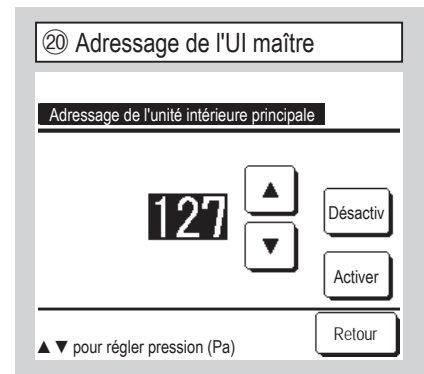 ⑳ Adressage de l'UI maître
Adressage de l'unité intérieure principale
127
▲
▼
Désactiv
Activer
▲▼ pour régler pression (Pa)
Retour